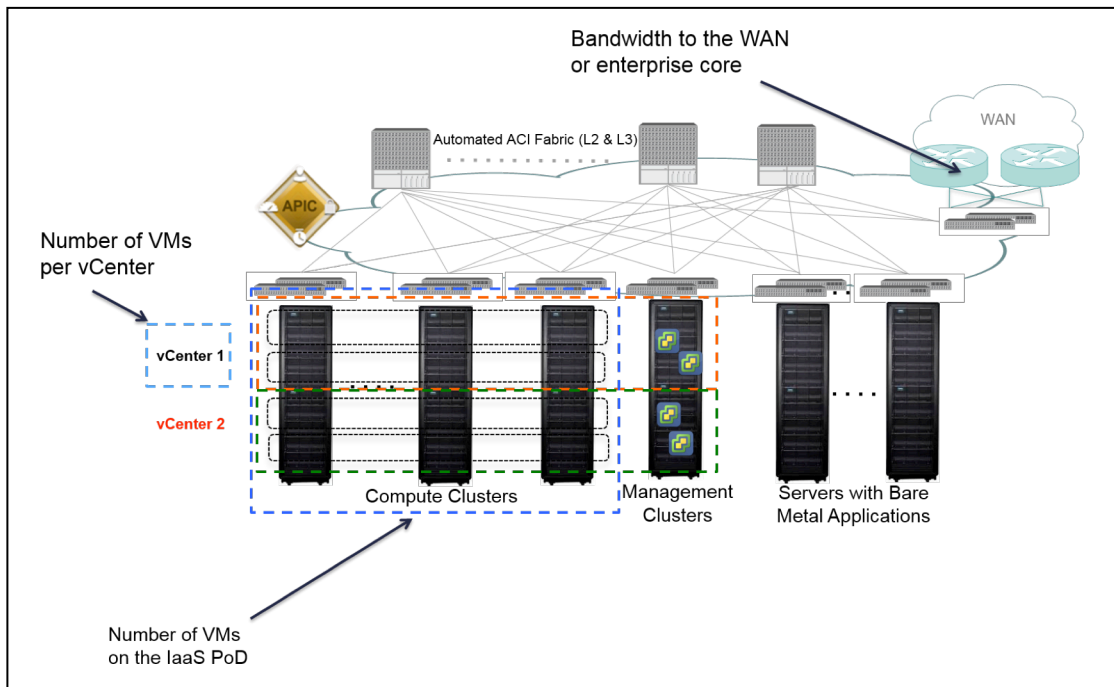 Bandwidth to the WAN
or enterprise core
WAN
Automated ACI Fabric (L2 & L3)
APIC
Number of VMs
per vCenter
vCenter 1
vCenter 2
Compute Clusters
Management
Clusters
Servers with Bare
Metal Applications
Number of VMs
on the IaaS PoD